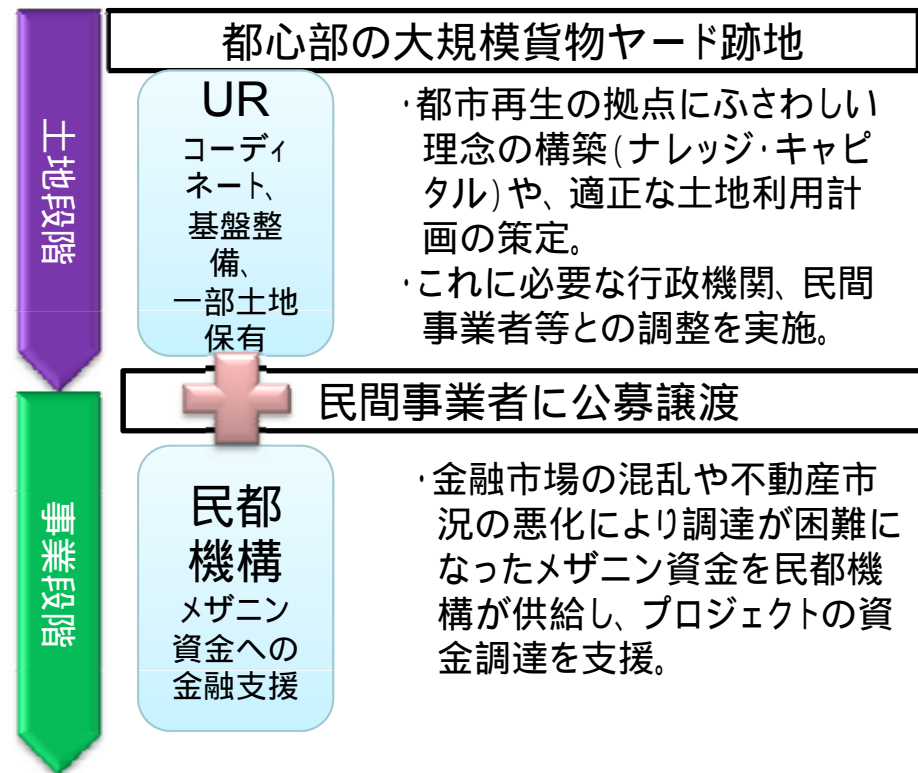 都心部の大規模貨物ヤード跡地
土地段階
UR
コーディ
ネート、
基盤整
備、
一部土地
保有
・都市再生の拠点にふさわしい
理念の構築(ナレッジ・キャピ
タル)や、適正な土地利用計
画の策定。
・これに必要な行政機関、民間
事業者等との調整を実施。
民間事業者に公募譲渡
事業段階
民都
機構
メザニン
資金への
金融支援
・金融市場の混乱や不動産市
況の悪化により調達が困難に
なったメザニン資金を民都機
構が供給し、プロジェクトの資
金調達を支援。